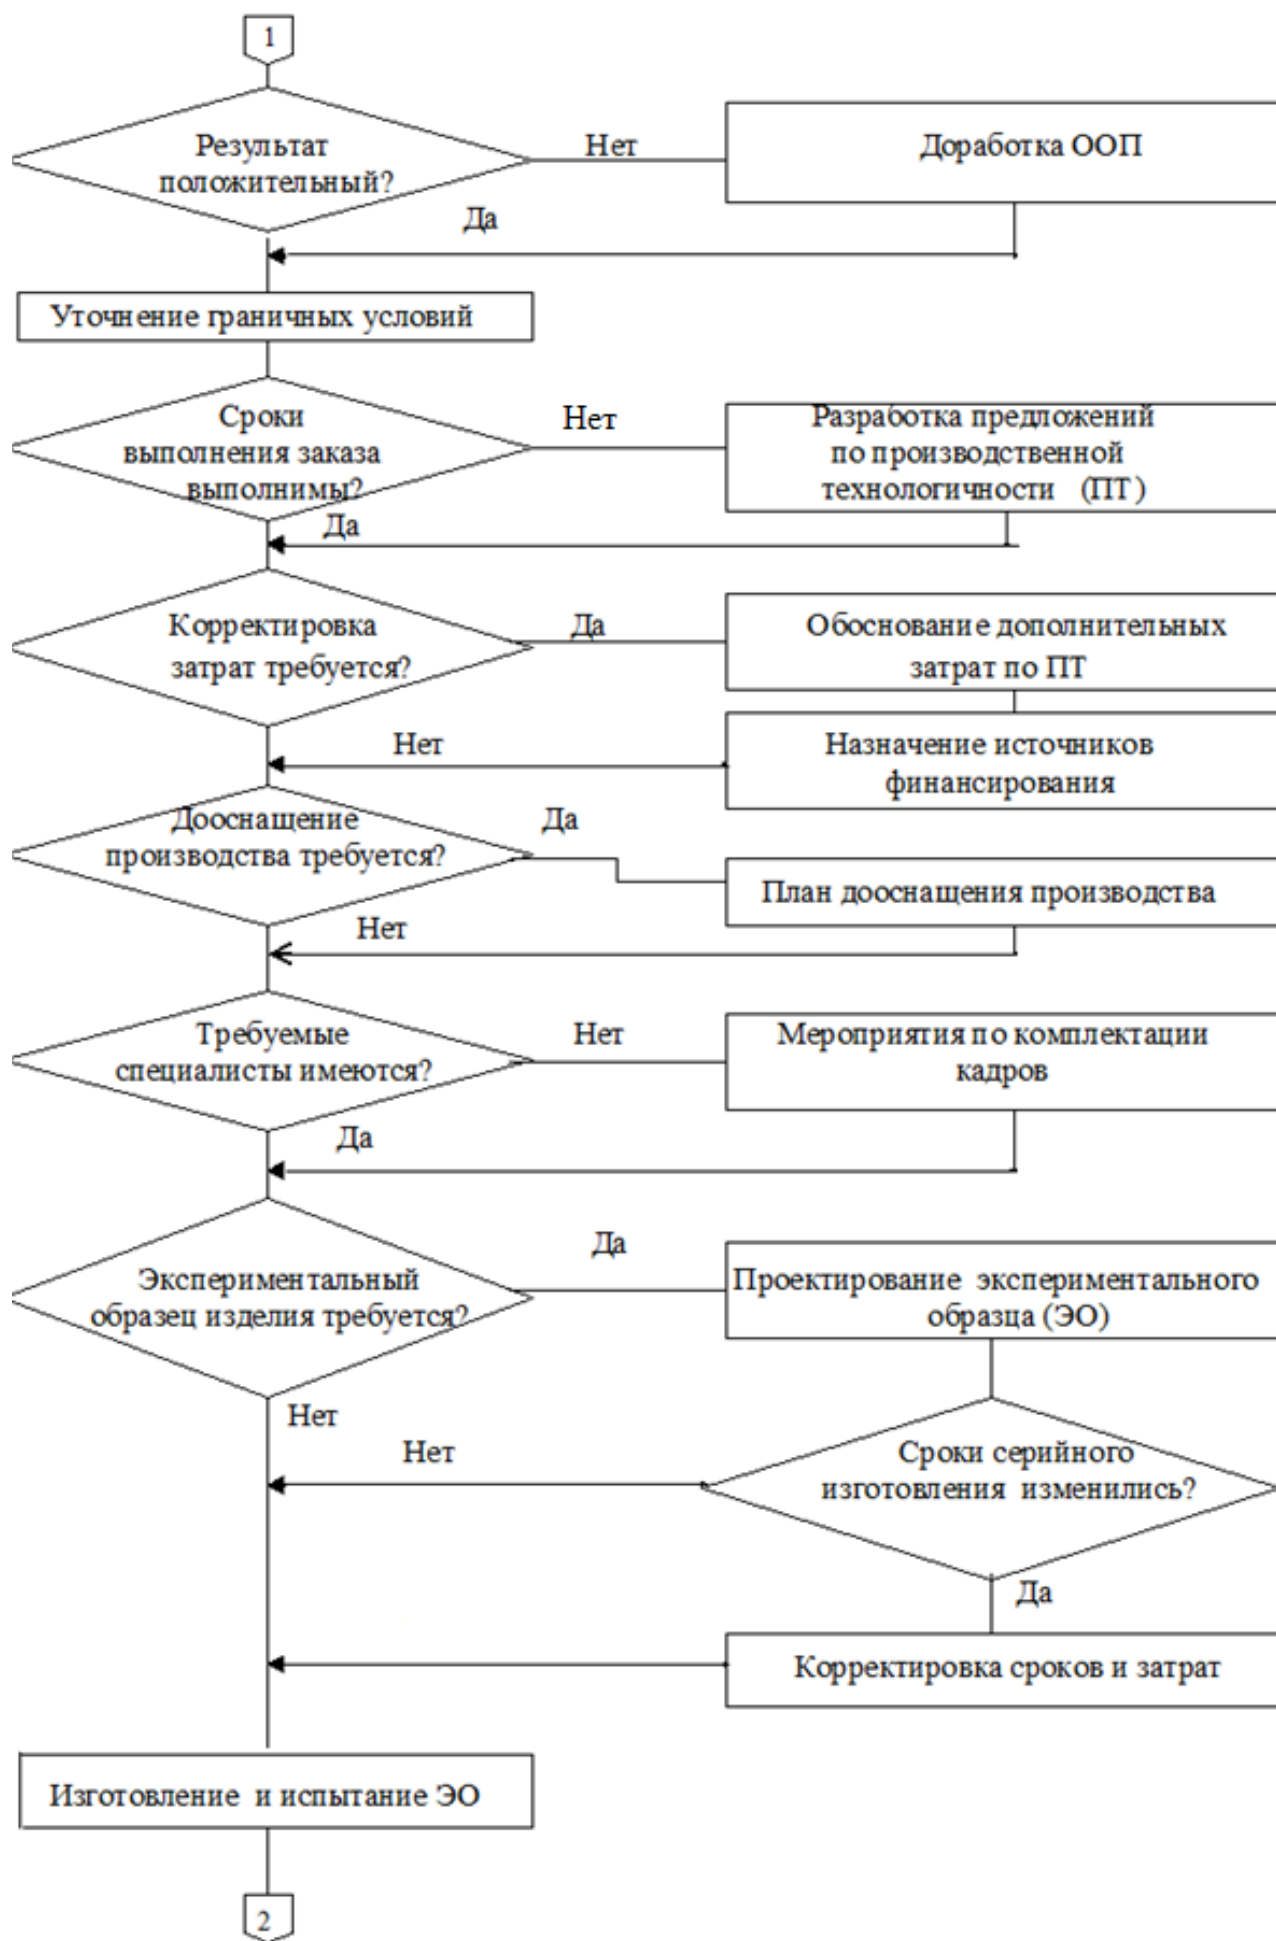 1
Результат
положительный?
Нет
Доработка ООП
Да
Уточнение граничных условий
Сроки
выполнения заказа
выполнимы?
Нет
Разработка предложений
по производственной
технологичности (ПТ)
Да
Корректировка
затрат требуется?
Да
Обоснование дополнительных
затрат по ПТ
Нет
Назначение источников
финансирования
Дооснащение
производства требуется?
Да
План дооснащения производства
Нет
Требуемые
специалисты имеются?
Нет
Мероприятия по комплектации
кадров
Да
Экспериментальный
образец изделия требуется?
Да
Проектирование экспериментального
образца (ЭО)
Нет
Нет
Сроки серийного
изготовления изменились?
Да
Корректировка сроков и затрат
Изготовление и испытание ЭО
2